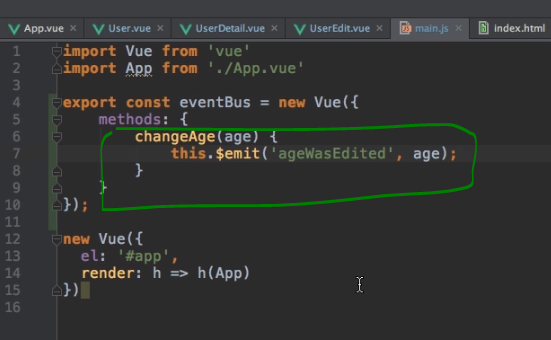 App.vue × User.vue × UserDetail.vue × UserEdit.vue × main.js × index.html
1 import Vue from 'vue'
2 import App from './App.vue'
3
4 export const eventBus = new Vue({
5 methods: {
6 changeAge(age) {
7 this.$emit('ageWasEdited', age);
8 }
9 }
10 });
11
12 new Vue({
13 el: '#app',
14 render: h => h(App)
15 })
16